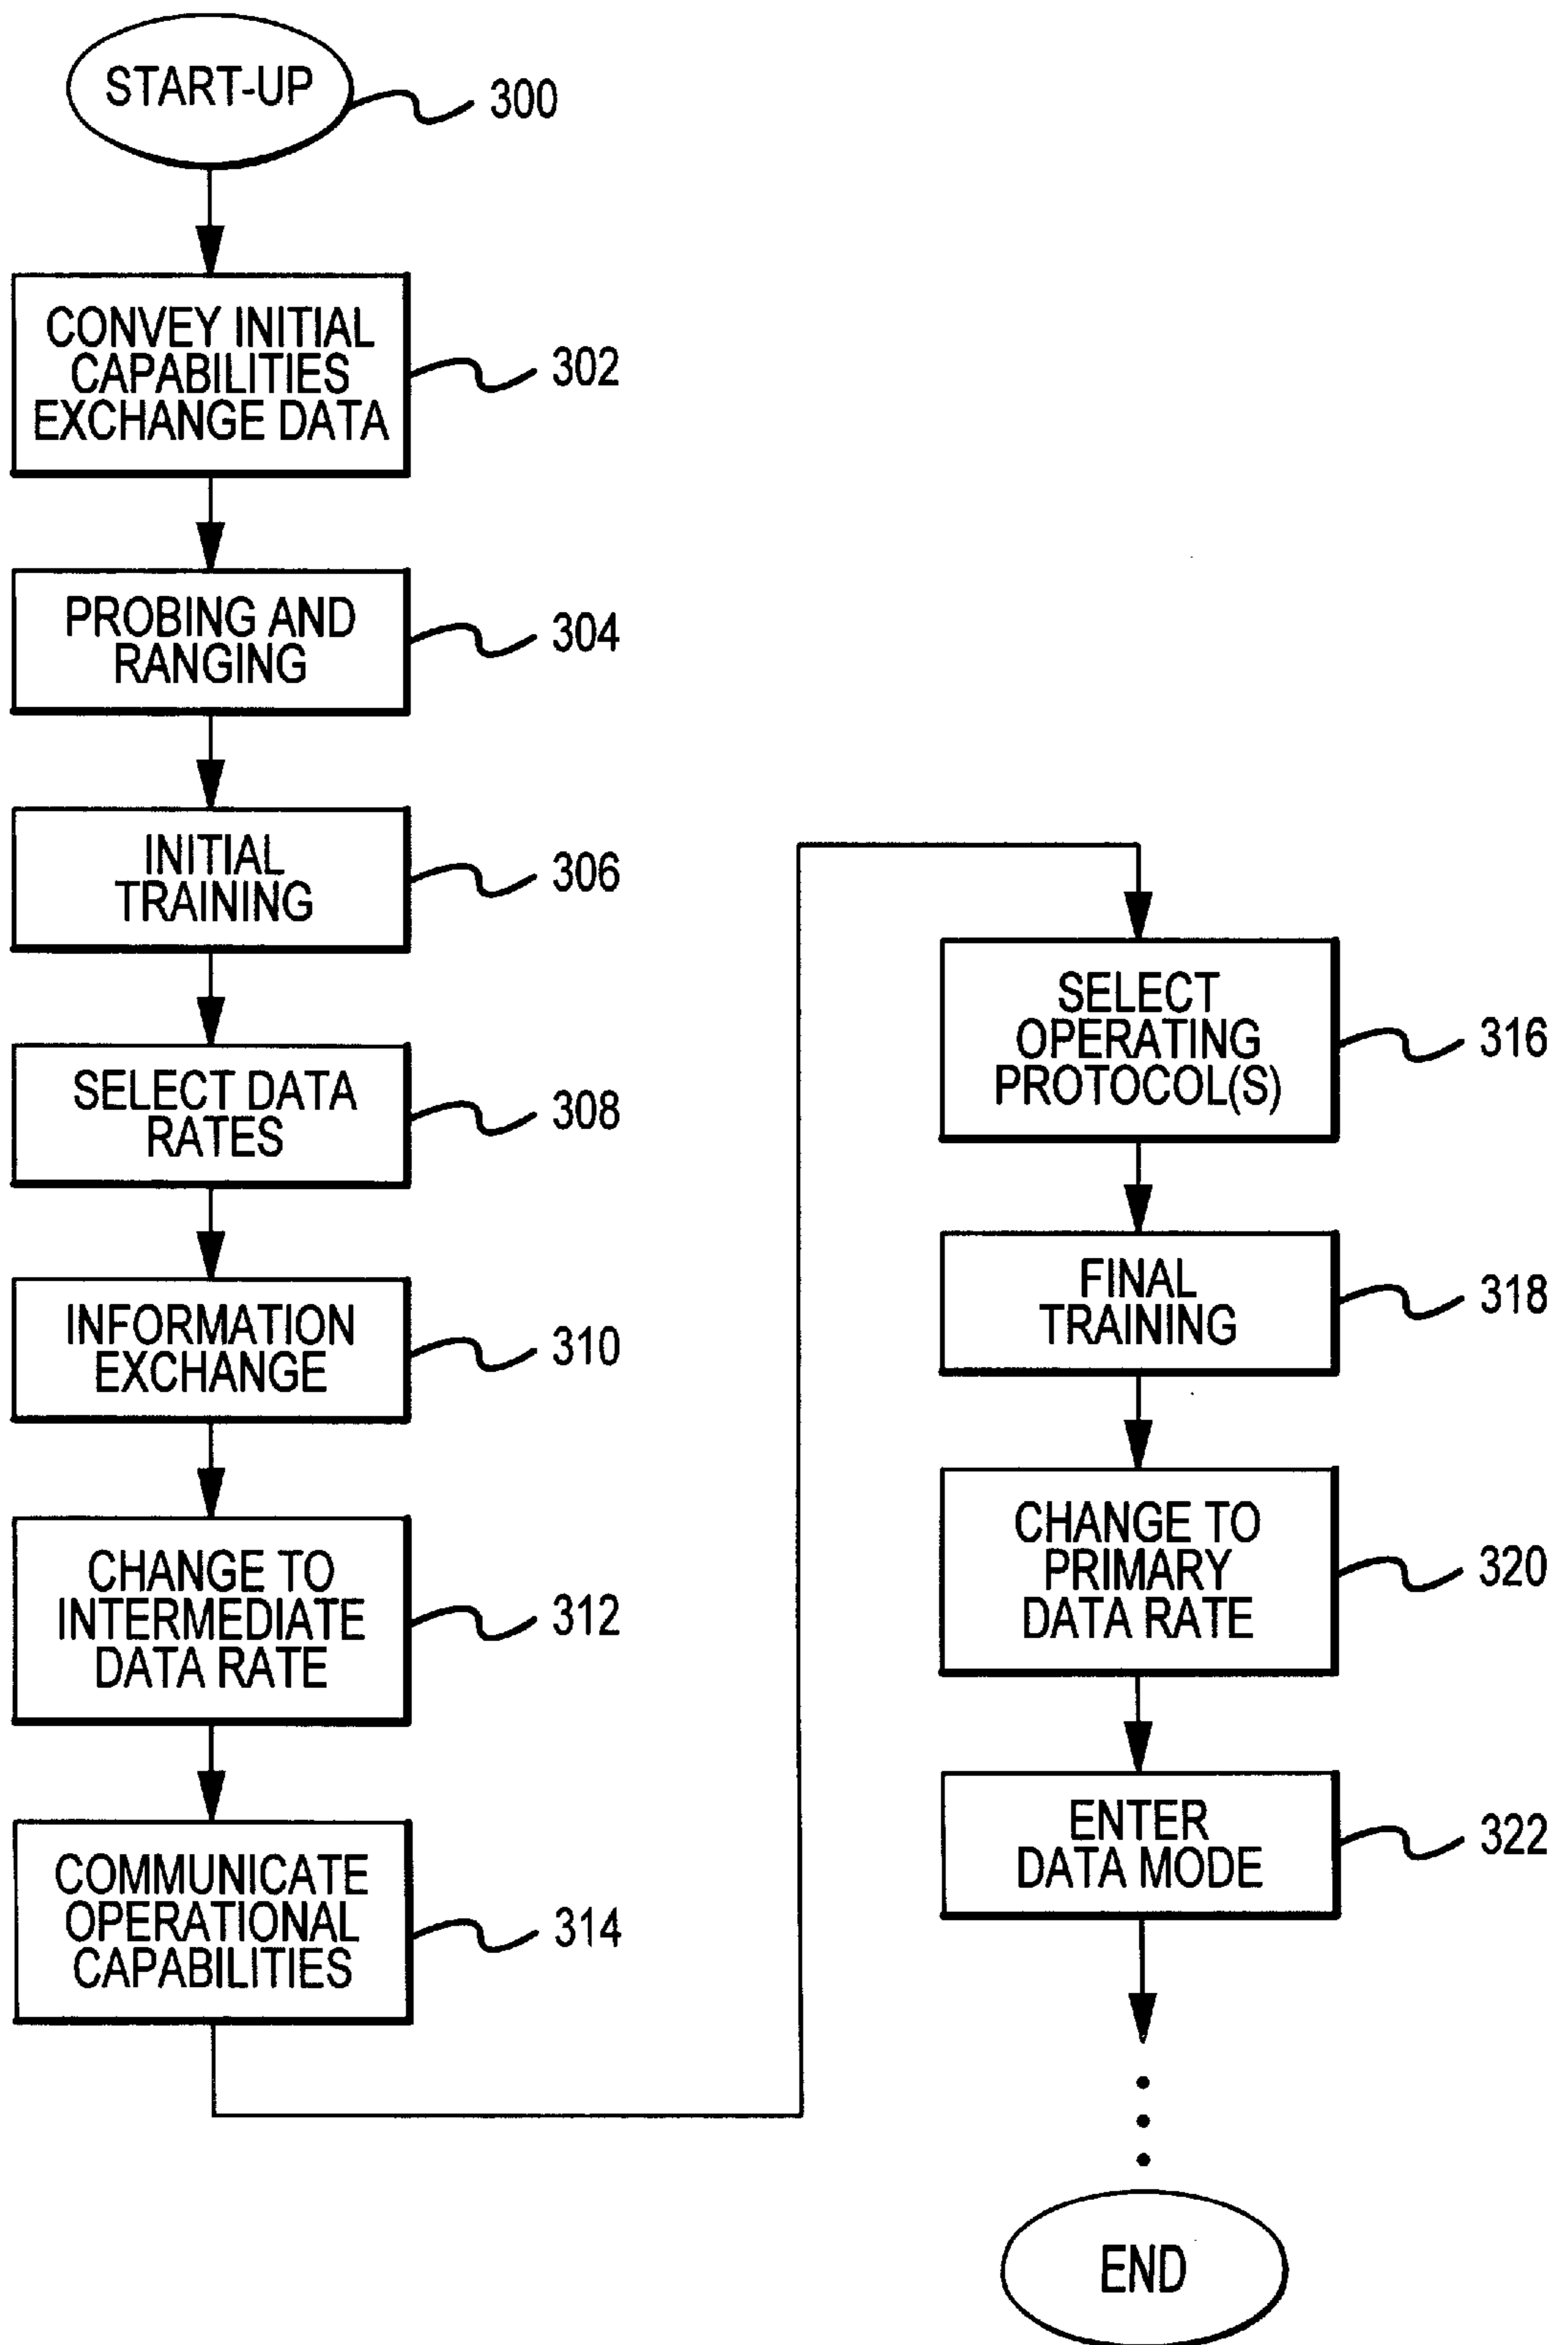 START-UP
300
CONVEY INITIAL
CAPABILITIES
EXCHANGE DATA
302
PROBING AND
RANGING
304
INITIAL
TRAINING
306
SELECT DATA
RATES
308
INFORMATION
EXCHANGE
310
CHANGE TO
INTERMEDIATE
DATA RATE
312
COMMUNICATE
OPERATIONAL
CAPABILITIES
314
SELECT
OPERATING
PROTOCOL(S)
316
FINAL
TRAINING
318
CHANGE TO
PRIMARY
DATA RATE
320
ENTER
DATA MODE
322
END